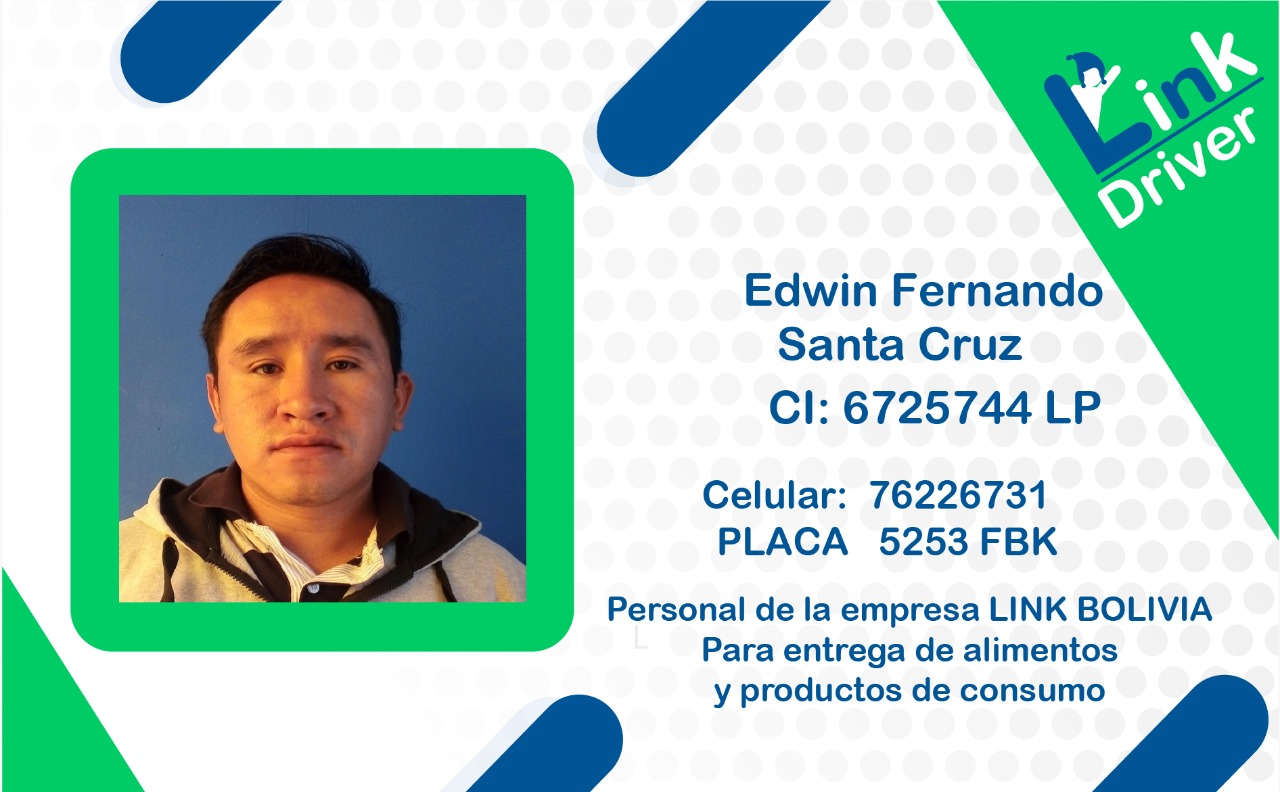 Link
Driver
Edwin Fernando
Santa Cruz
CI: 6725744 LP
Celular: 76226731
PLACA 5253 FBK
Personal de la empresa LINK BOLIVIA
L
Para entrega de alimentos
y productos de consumo